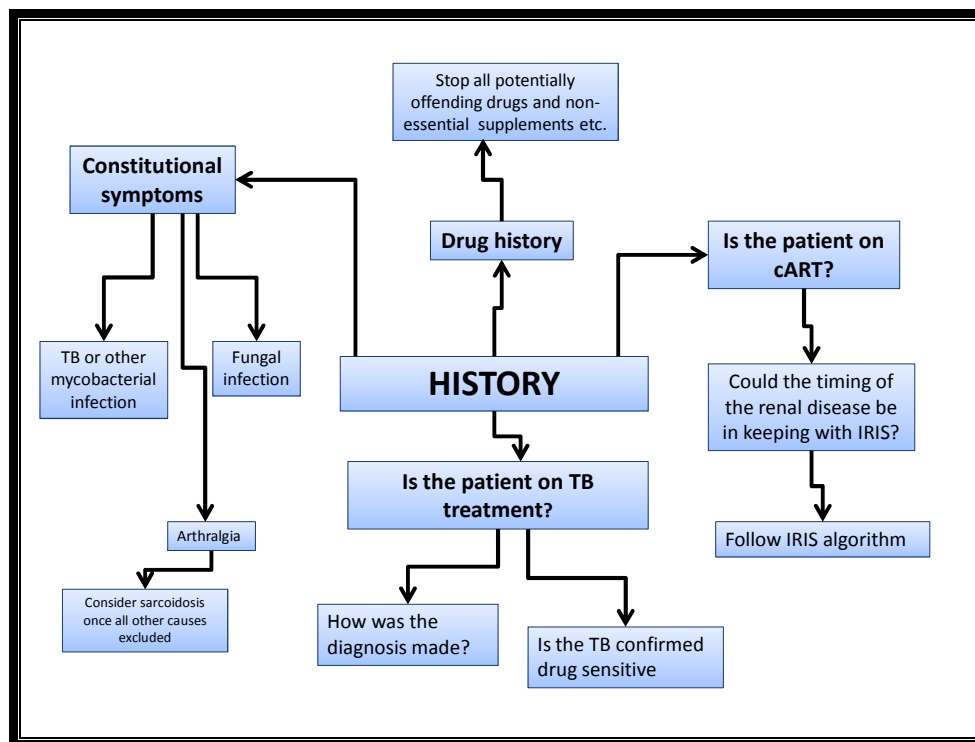 Stop all potentially
offending drugs and non-
essential supplements etc.
Constitutional
symptoms
Drug history
Is the patient on
cART?
TB or other
mycobacterial
infection
Fungal
infection
HISTORY
Could the timing of
the renal disease be
in keeping with IRIS?
Is the patient on TB
treatment?
Arthralgia
Follow IRIS algorithm
Consider sarcoidosis
once all other causes
excluded
How was the
diagnosis made?
Is the TB confirmed
drug sensitive